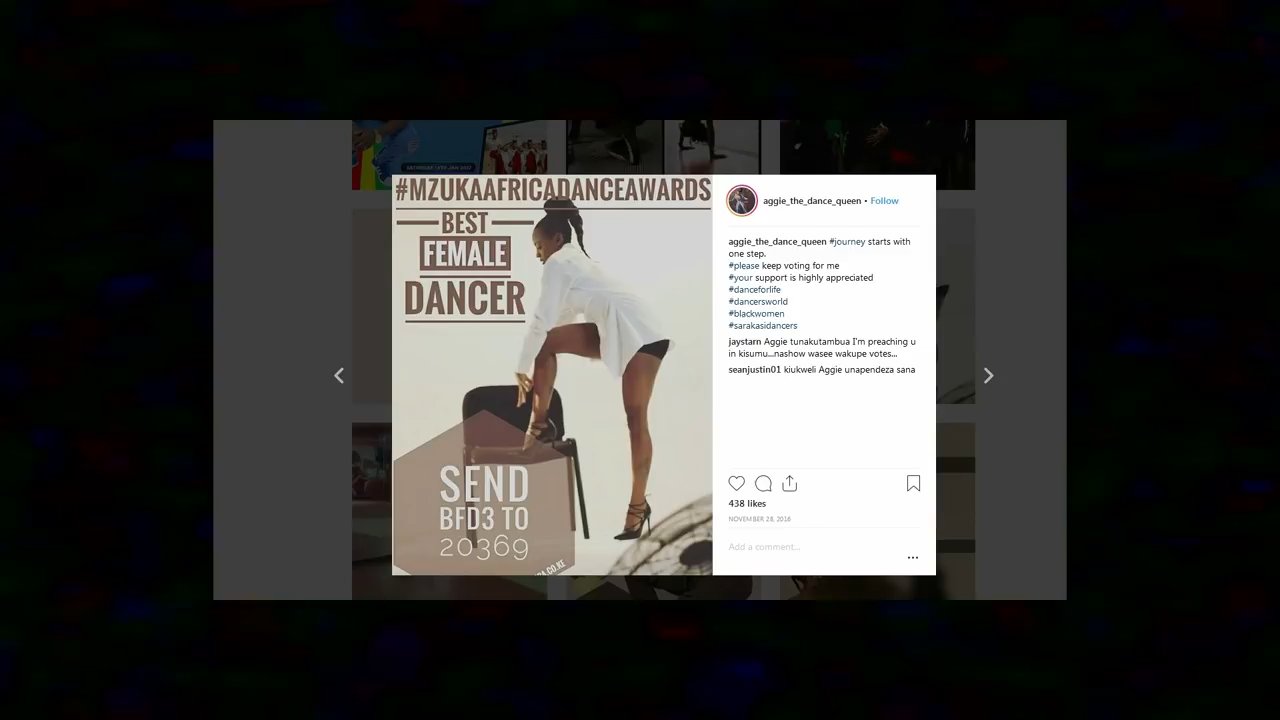 #MZUKAAFRICADANCEAWARDS
BEST
FEMALE
DANCER
SEND
BFD3 TO
20369
aggie_the_dance_queen • Follow
aggie_the_dance_queen #journey starts with
one step.
#please keep voting for me
#your support is highly appreciated
#danceforlife
#dancersworld
#blackwomen
#sarakasidancers
jaystarn Aggie tunakutambua I'm preaching u
in kisumu...nashow wasee wakupe votes...
seanjustin01 kiukweli Aggie unapendeza sana
438 likes
NOVEMBER 28, 2016
Add a comment...